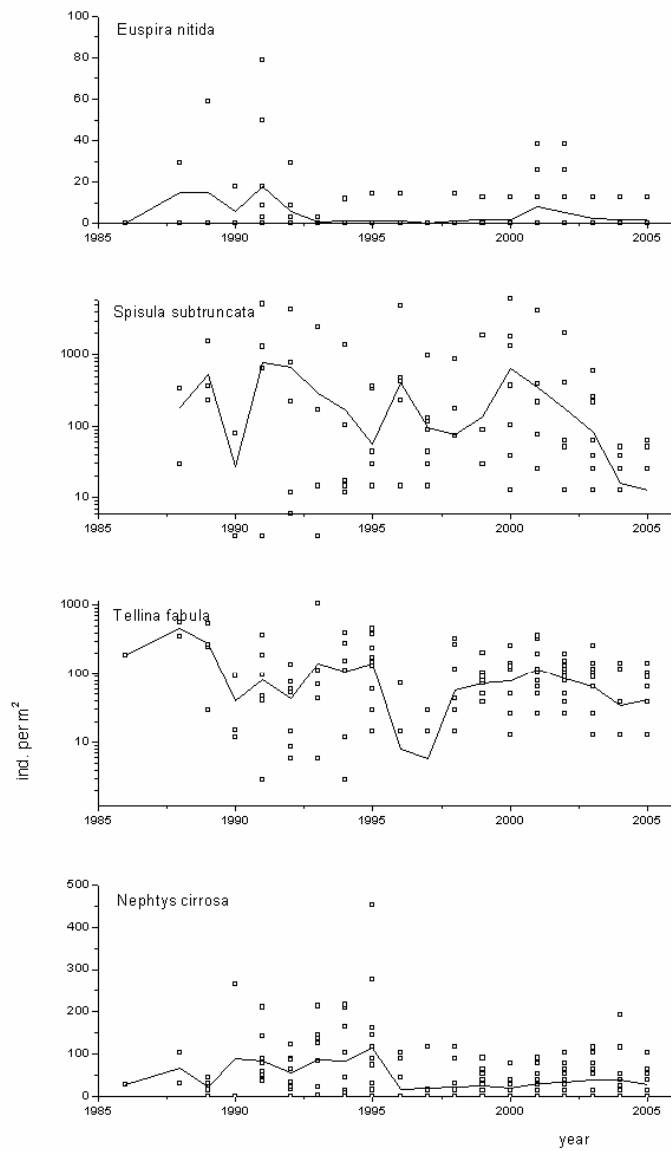 Euspira nitida
100
80
60
40
20
0
1985 1990 1995 2000 2005
Spisula subtruncata
1000
100
10
1985 1990 1995 2000 2005
Tellina fabula
1000
100
10
1985 1990 1995 2000 2005
ind. per m²
Nephtys cirrosa
500
400
300
200
100
0
1985 1990 1995 2000 2005
year